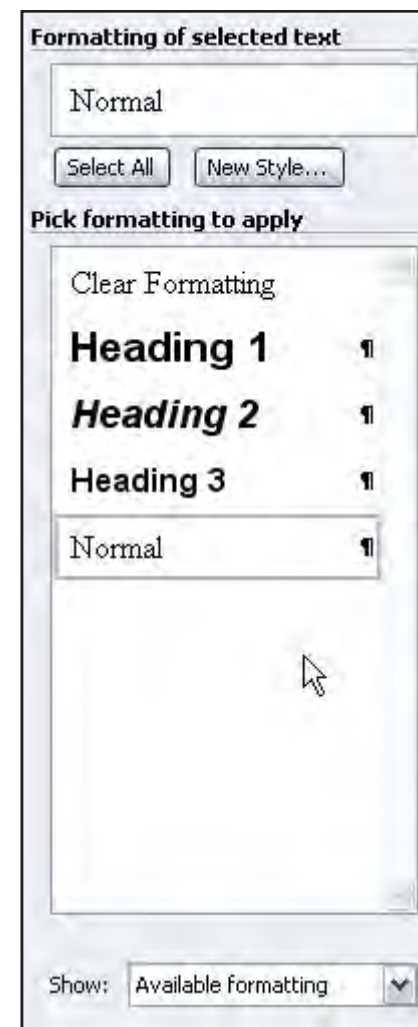 Formatting of selected text
Normal
Select All New Style...
Pick formatting to apply
Clear Formatting
Heading 1 ¶
Heading 2 ¶
Heading 3 ¶
Normal ¶
Show: Available formatting